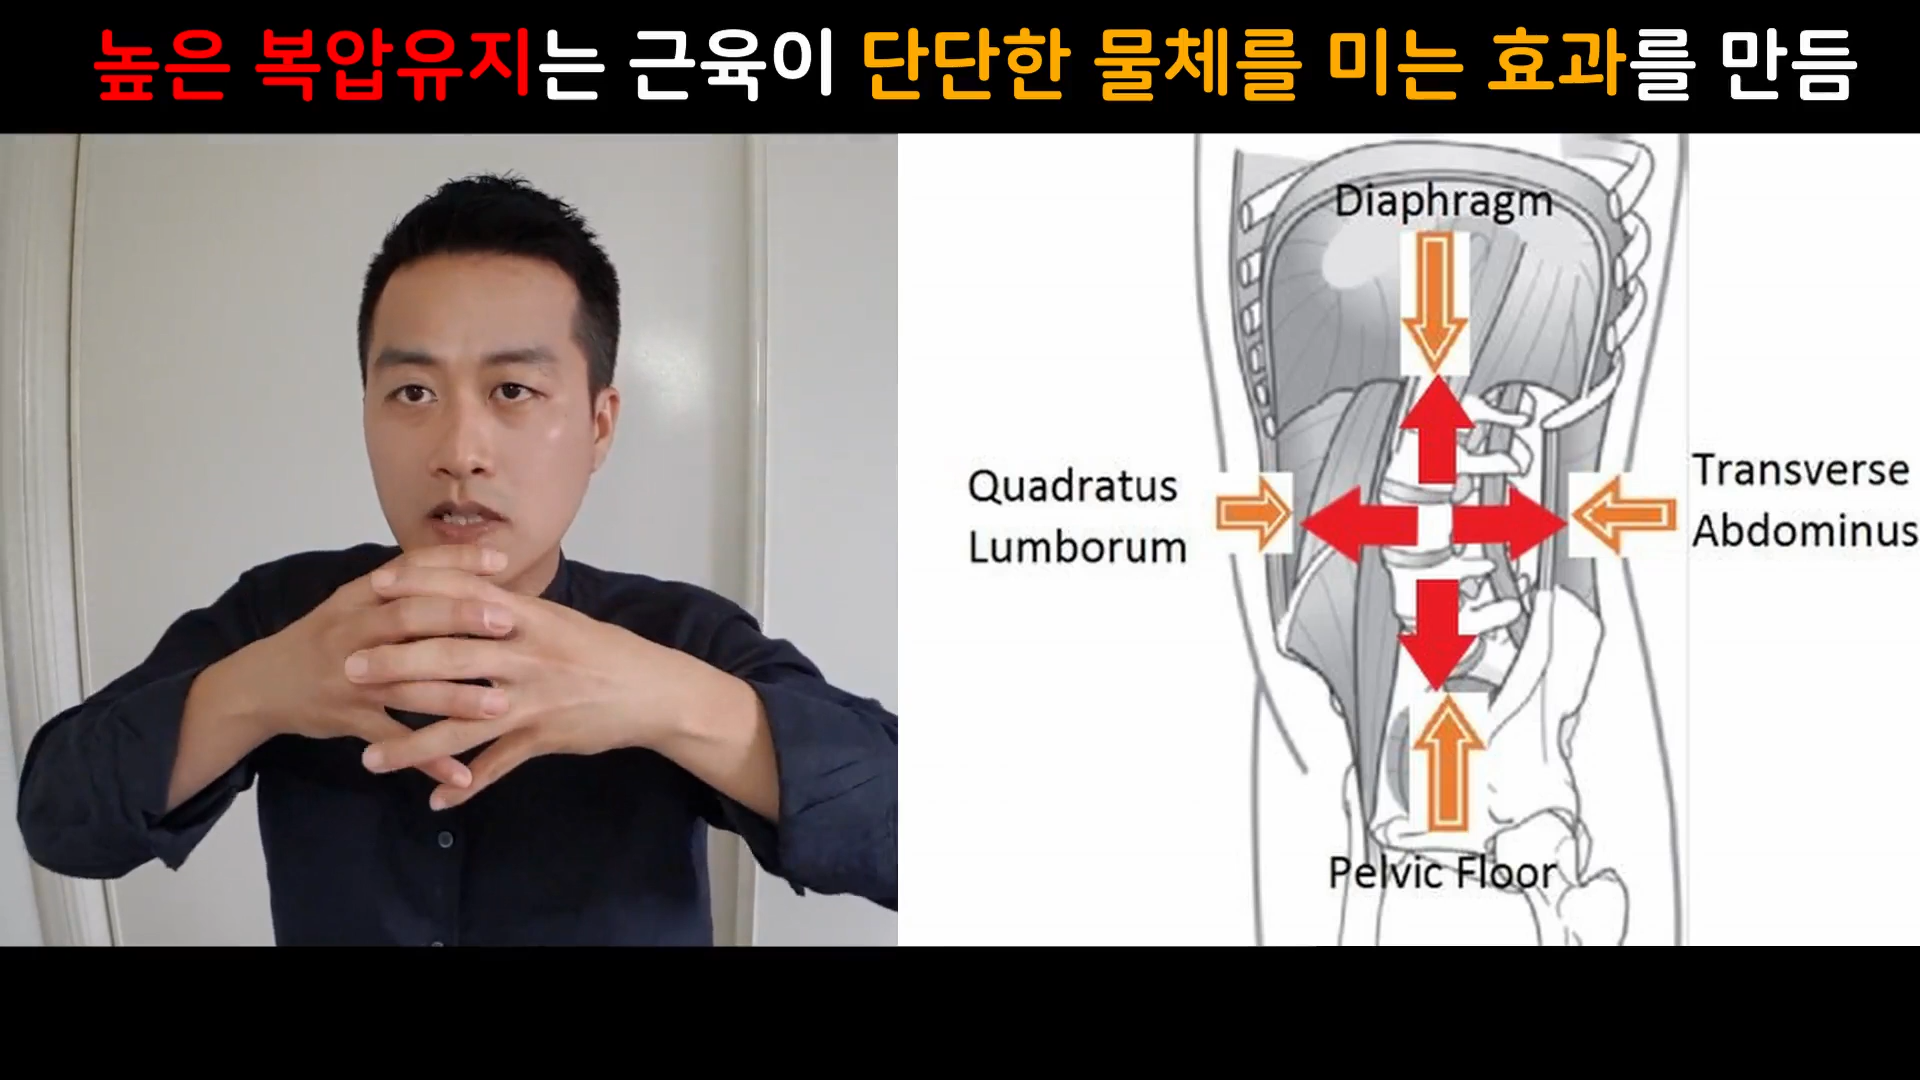 높은 복압유지는 근육이 단단한 물체를 미는 효과를 만듬
Diaphragm
Quadratus
Lumborum
Transverse
Abdominus
Pelvic Floor